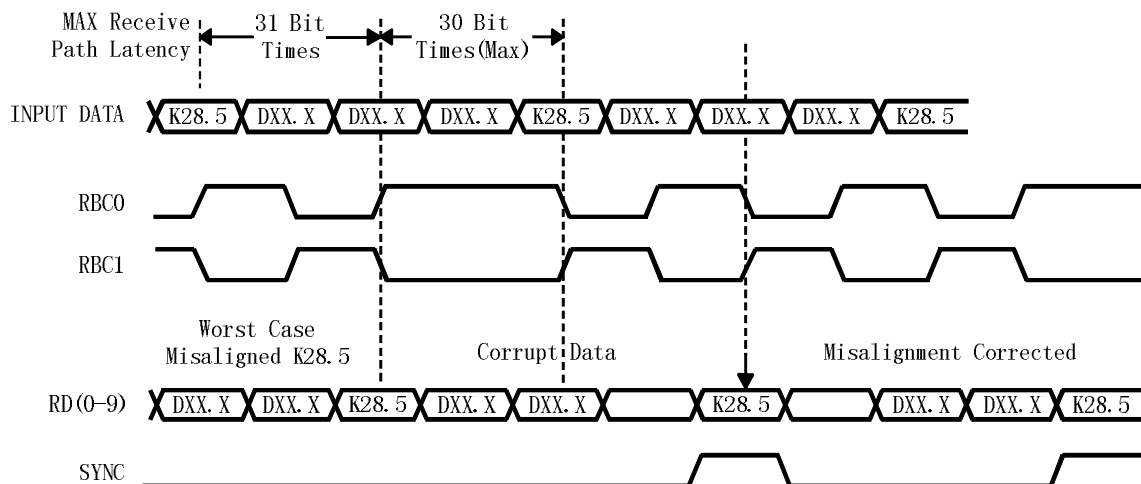 MAX Receive
Path Latency
31 Bit
Times
30 Bit
Times(Max)
INPUT DATA K28.5 DXX.X DXX.X DXX.X K28.5 DXX.X DXX.X DXX.X K28.5
RBC0
RBC1
Worst Case
Misaligned K28.5
Corrupt Data
Misalignment Corrected
RD(0-9) DXX.X DXX.X K28.5 DXX.X DXX.X K28.5 DXX.X DXX.X K28.5
SYNC